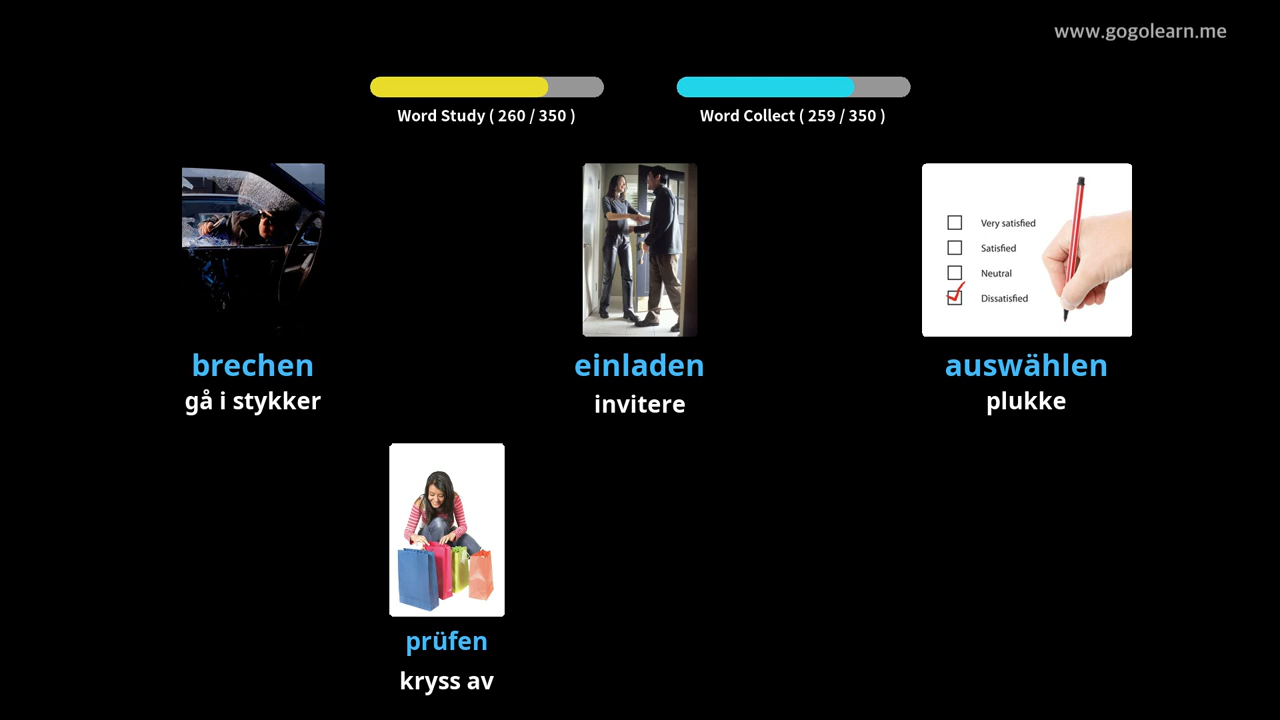 www.gogolearn.me
Word Study ( 260 / 350 )
Word Collect ( 259 / 350 )
Very satisfied
Satisfied
Neutral
Dissatisfied
brechen
gå i stykker
einladen
invitere
auswählen
plukke
prüfen
kryss av